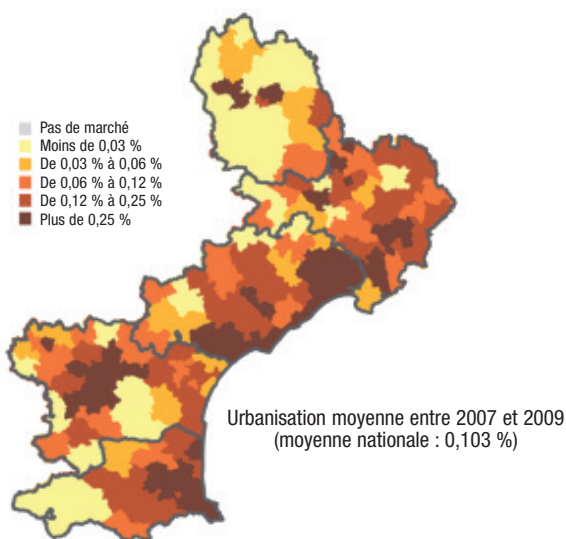 Pas de marché
Moins de 0,03 %
De 0,03 % à 0,06 %
De 0,06 % à 0,12 %
De 0,12 % à 0,25 %
Plus de 0,25 %
Urbanisation moyenne entre 2007 et 2009
(moyenne nationale : 0,103 %)